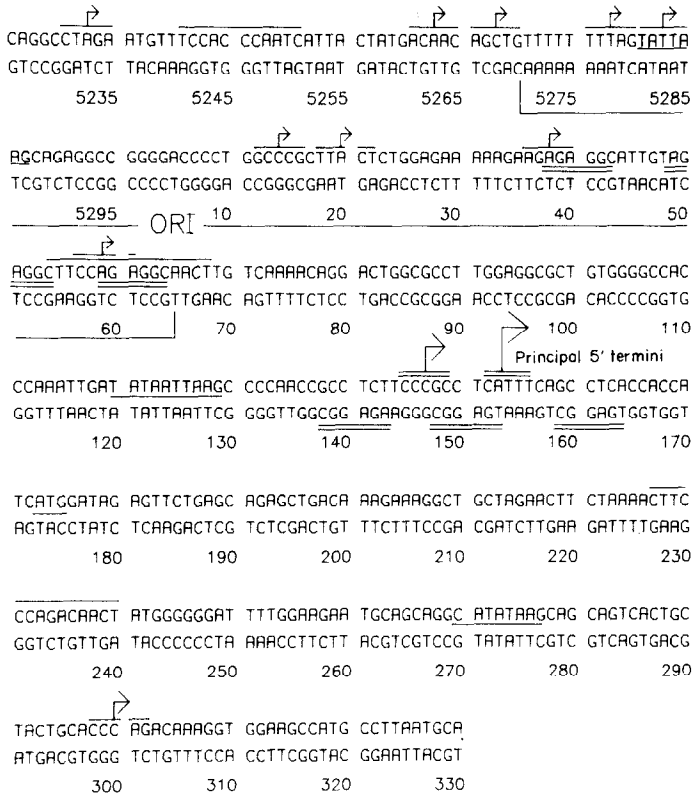 CAGGCCTAGA ATGTTTCCAC CCAATCATTA CTATGACAAC AGCTGTTTTT TTTAGTATTA
GTCCGGATCT TACAAAGGTG GGTTAGTAAT GATACTGTTG TCGACAAAAA AAATCATAAT
5235 5245 5255 5265 5275 5285
AGCAGAGGCC GGGGACCCCT GGCCCGCTTA CTCTGGAGAA AAAGAAGAGA GGCATTGTAG
TCGTCTCCGG CCCCTGGGGA CCGGGCGAAT GAGACCTCTT TTTCTTCTCT CCGTAACATC
5295 10 20 30 40 50
ORI
AGGCTTCCAG AGGCAACTTG TCAAAACAGG ACTGGCGCCT TGGAGGCGCT GTGGGGCCAC
TCCGAAGGTC TCCGTTGAAC AGTTTTCTCC TGACCGCGGA ACCTCCGCGA CACCCCGGTG
60 70 80 90 100 110
Principal 5' termini
CCAAATTGAT ATAATTAAGC CCCAACCGCC TCTTCCCGCC TCATTTCAGC CTCACCACCA
GGTTTAACTA TATTAATTCG GGGTTGGCGG AGAAGGGCGG AGTAAAGTCG GAGTGGTGGT
120 130 140 150 160 170
TCATGGATAG AGTTCTGAGC AGAGCTGACA AAGAAAGGCT GCTAGAACTT CTAAAACTTC
AGTACCTATC TCAAGACTCG TCTCGACTGT TTCTTTCCGA CGATCTTGAA GATTTTGAAG
180 190 200 210 220 230
CCAGACAACT ATGGGGGGAT TTTGGAAGAA TGCAGCAGGC ATATAAGCAG CAGTCACTGC
GGTCTGTTGA TACCCCCCTA AAACCTTCTT ACGTCGTCCG TATATTCGTC GTCAGTGACG
240 250 260 270 280 290
TACTGCACCC AGACAAAGGT GGAAGCCATG CCTTAATGCA
ATGACGTGGG TCTGTTTCCA CCTTCGGTAC GGAATTACGT
300 310 320 330